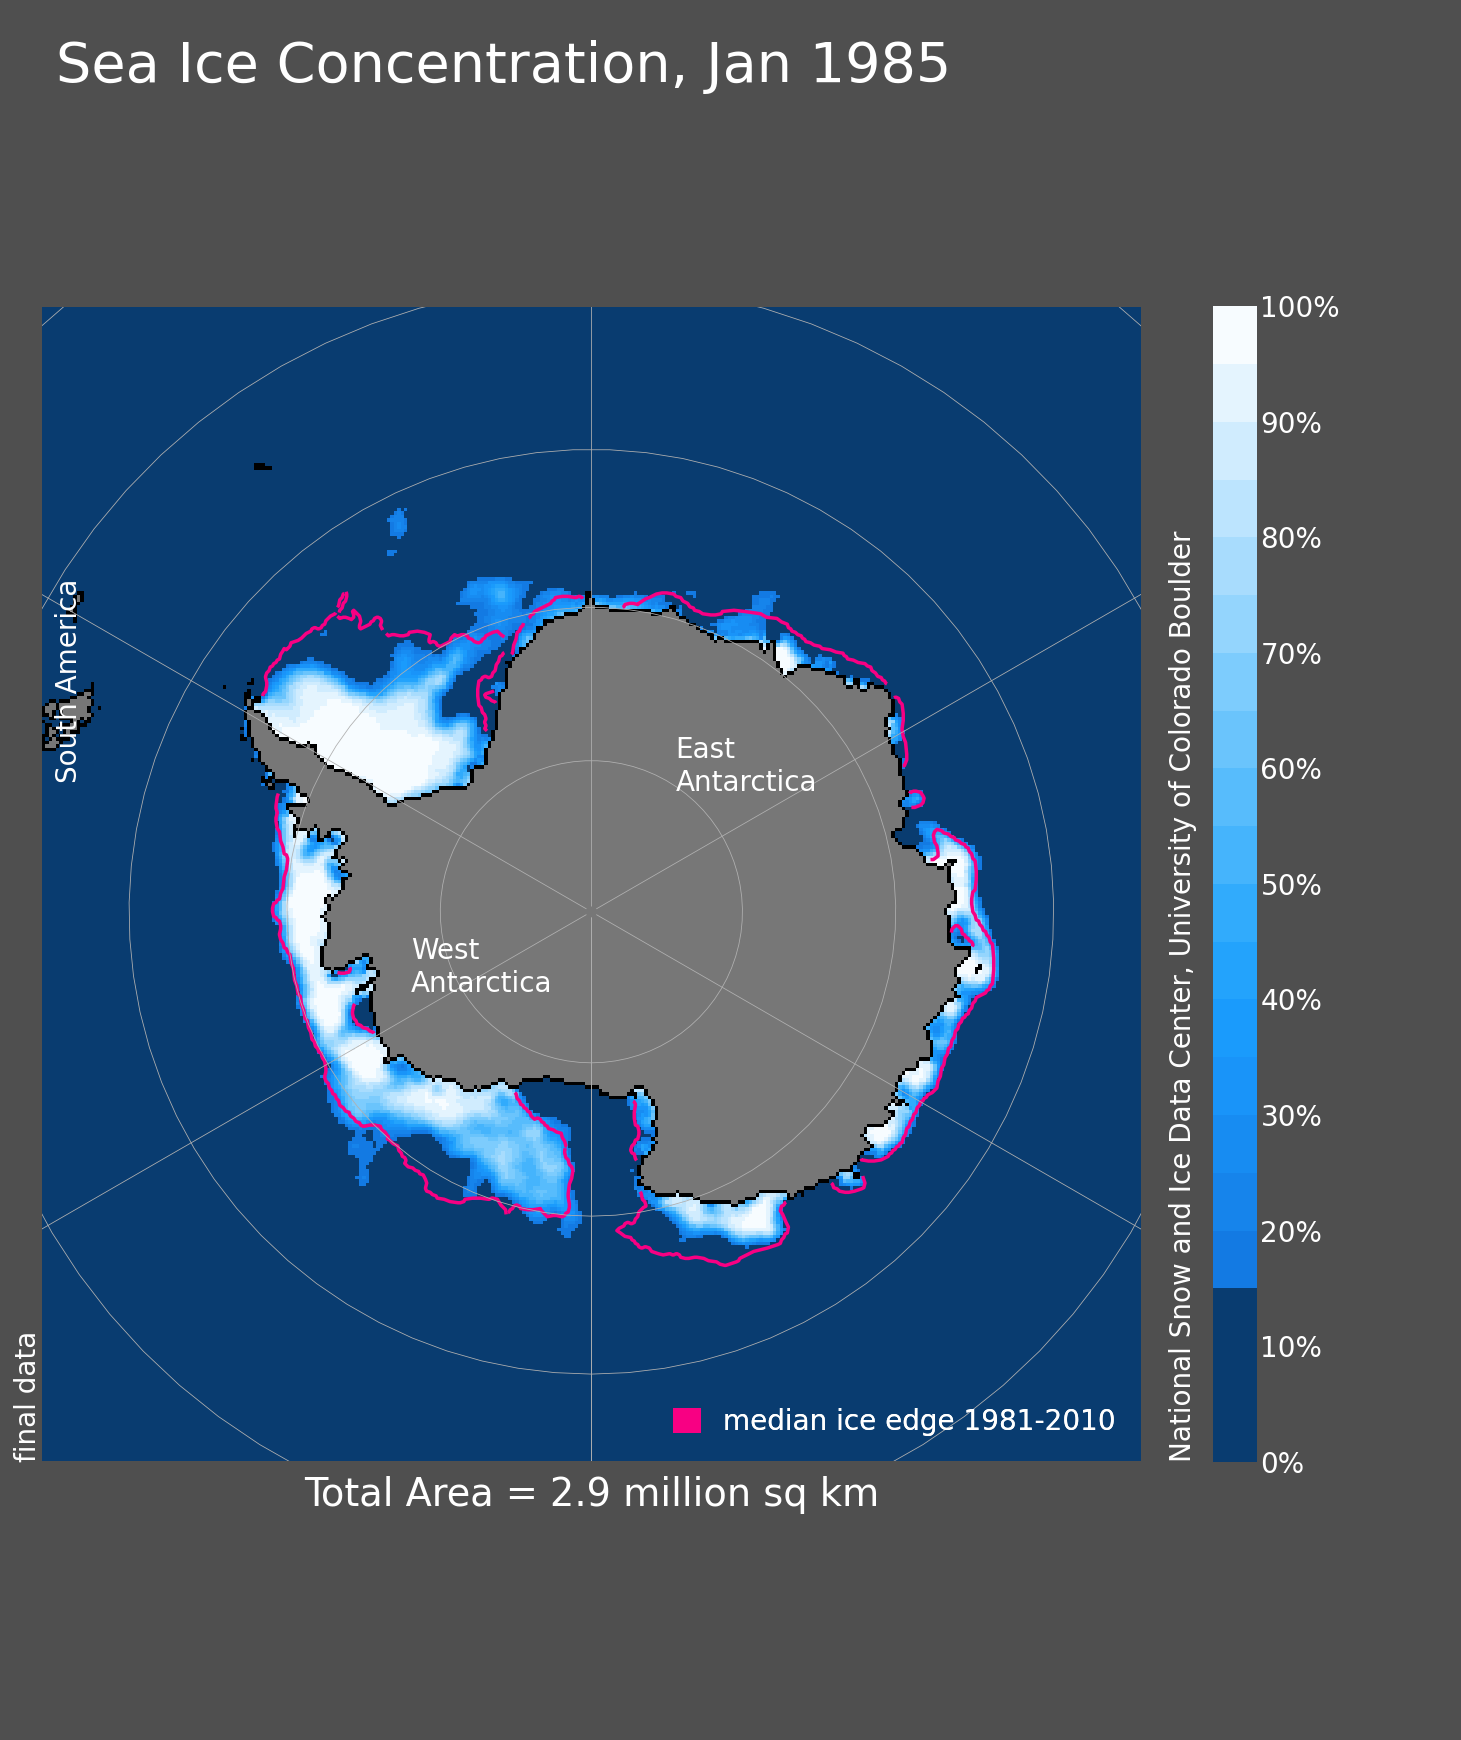 Sea Ice Concentration, Jan 1985
South America
East
Antarctica
West
Antarctica
median ice edge 1981-2010
final data
Total Area = 2.9 million sq km
National Snow and Ice Data Center, University of Colorado Boulder
100%
90%
80%
70%
60%
50%
40%
30%
20%
10%
0%